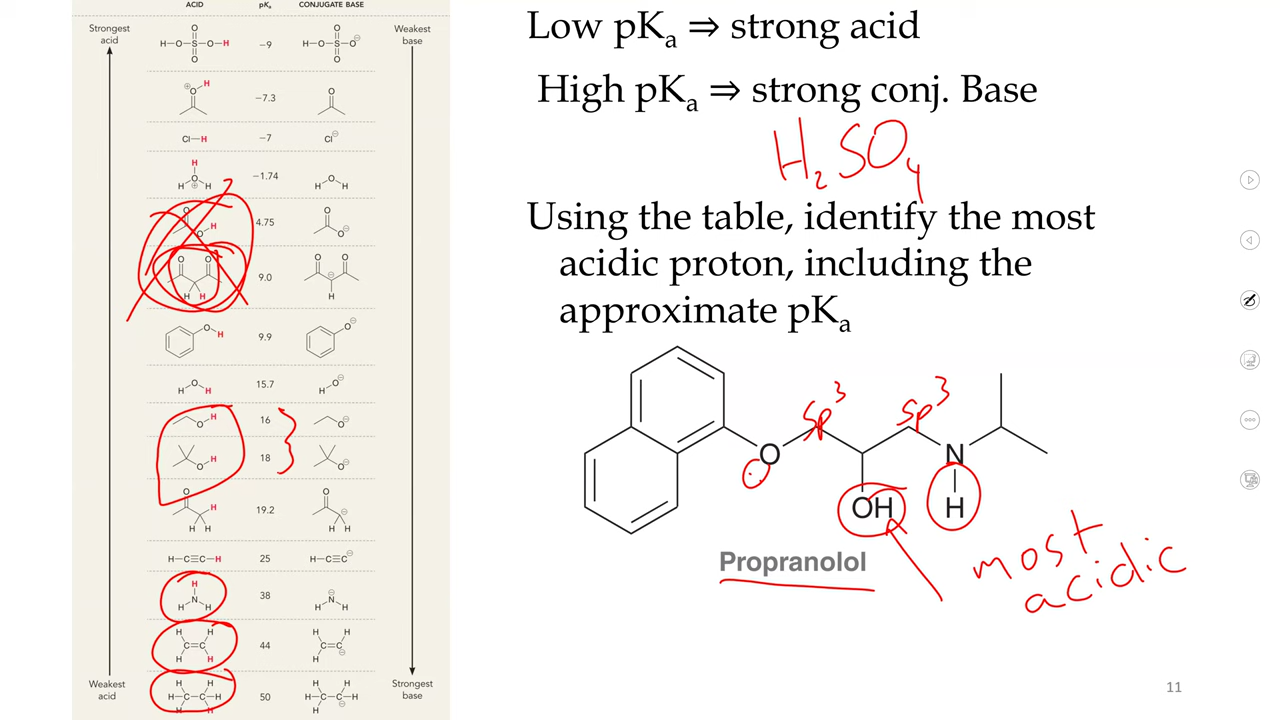 ACID pKa CONJUGATE BASE
Strongest acid
Weakest base
H–O–S–O–H O O −9 H–O–S–O⊖ O O
⊕O H −7.3 O
Cl–H −7 Cl⊖
H H O⊕ H −1.74 H O H
O O H 4.75 O O⊖
O O H H 9.0 O O ⊖ H
O H 9.9 O⊖
H O H 15.7 H O⊖
O H 16 O⊖
O H 18 O⊖
O H H H 19.2 O ⊖ H H
H–C≡C–H 25 H–C≡C⊖
H H N H 38 H N⊖ H
H H C=C H H 44 H H C=C⊖ H
H H H–C–C–H H H 50 H H H–C–C–H H ⊖
Weakest acid
Strongest base
Low pKa ⇒ strong acid
High pKa ⇒ strong conj. Base
H2SO4
Using the table, identify the most
acidic proton, including the
approximate pKa
sp3 sp3
O N
OH H
Propranolol
most
acidic
11